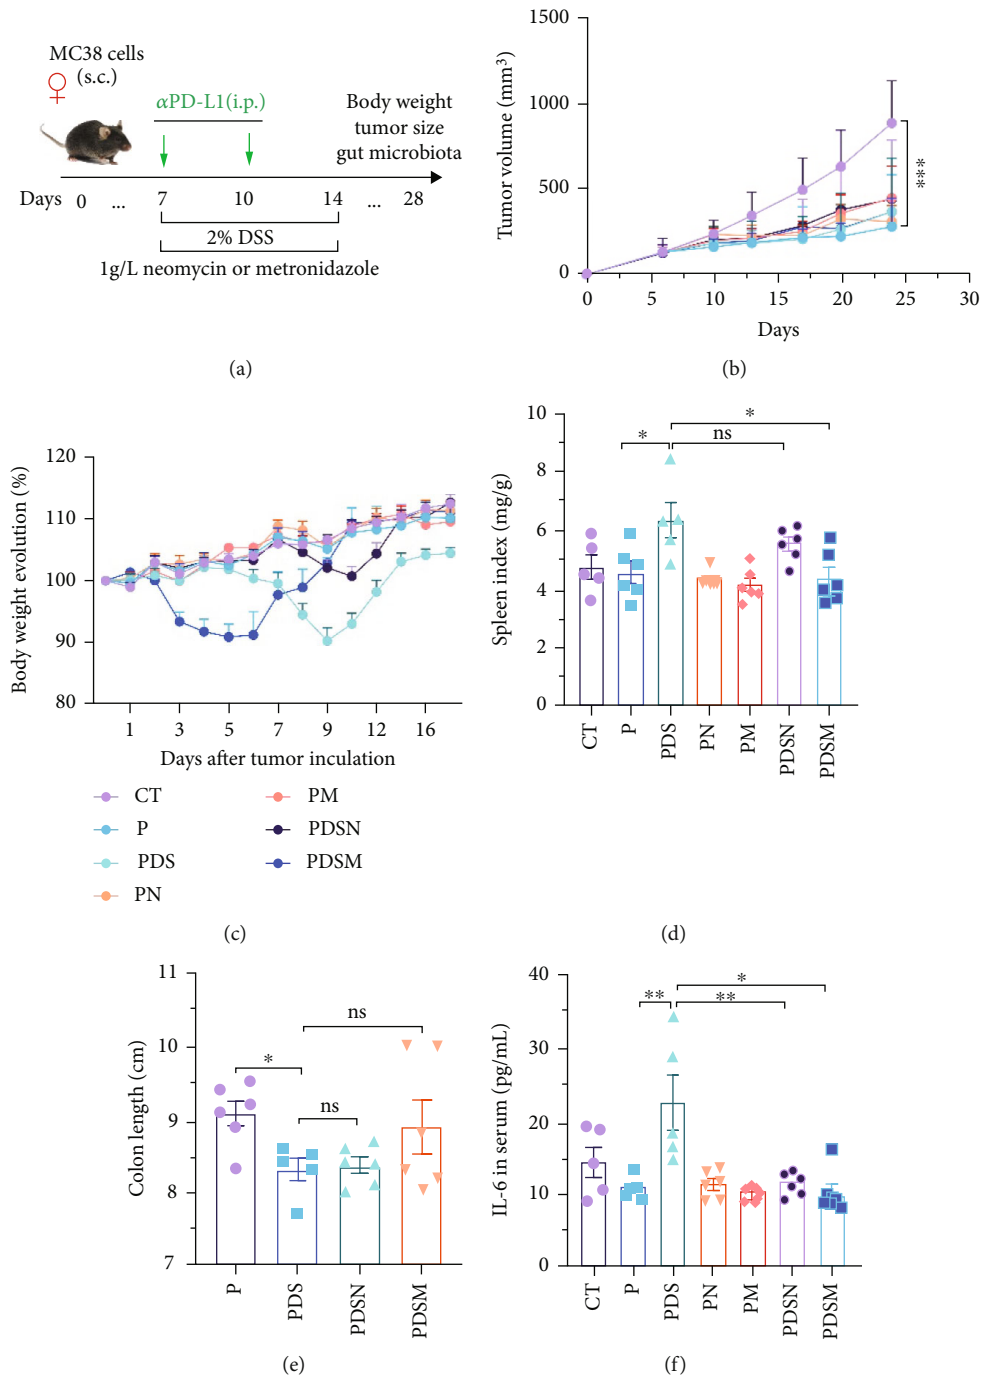 MC38 cells
(s.c.)
αPD-L1(i.p.)
Body weight
tumor size
gut microbiota
Days 0 ... 7 10 14 ... 28
2% DSS
1g/L neomycin or metronidazole
(a)
Tumor volume (mm³)
1500
1000
500
0
0 5 10 15 20 25 30
Days
***
(b)
Body weight evolution (%)
120
110
100
90
80
1 3 5 7 9 12 16
Days after tumor inculation
CT
P
PDS
PN
PM
PDSN
PDSM
(c)
Spleen index (mg/g)
10
8
6
4
2
0
* ns *
CT P PDS PN PM PDSN PDSM
(d)
Colon length (cm)
11
10
9
8
7
* ns ns
P PDS PDSN PDSM
(e)
IL-6 in serum (pg/mL)
40
30
20
10
0
** ** *
CT P PDS PN PM PDSN PDSM
(f)